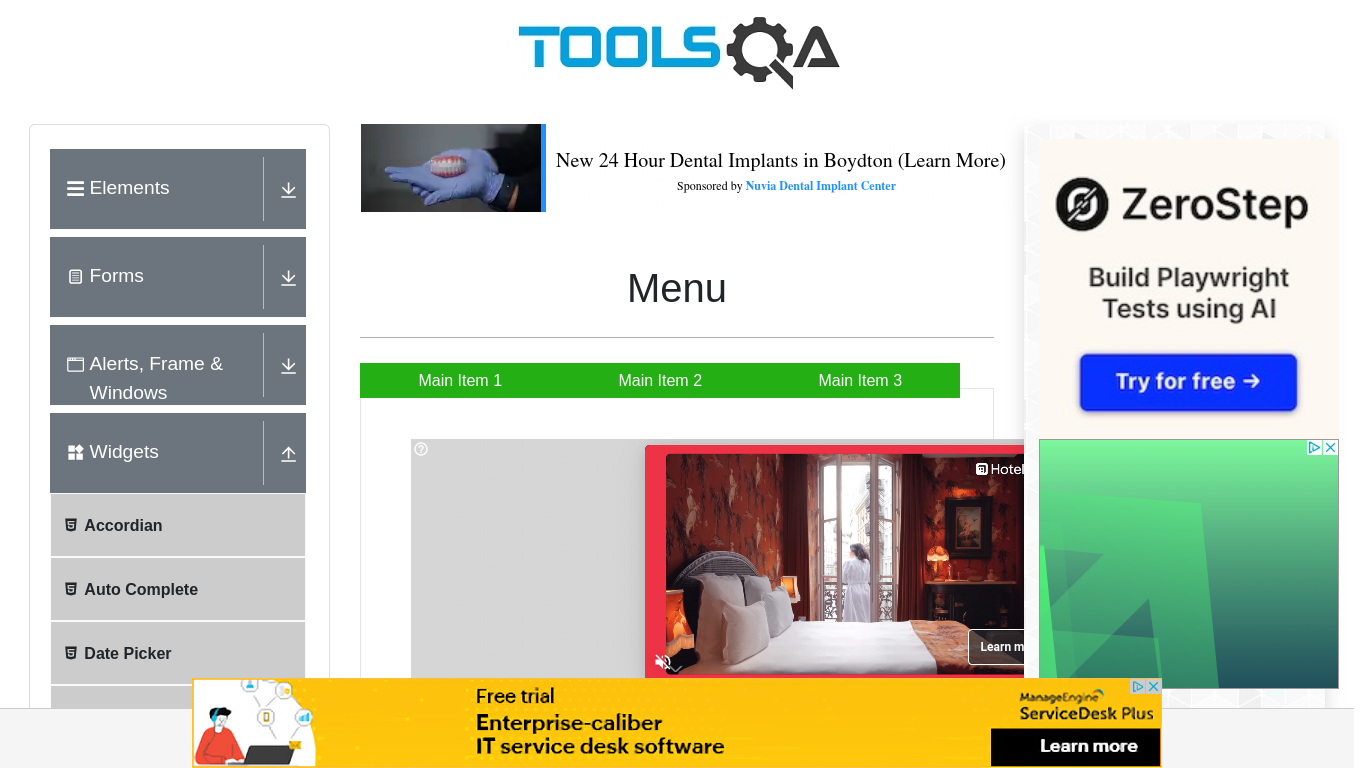 TOOLSQA
Elements
Forms
Alerts, Frame &
Windows
Widgets
Accordian
Auto Complete
Date Picker
New 24 Hour Dental Implants in Boydton (Learn More)
Sponsored by Nuvia Dental Implant Center
Menu
Main Item 1
Main Item 2
Main Item 3
Hotel
Learn m
ZeroStep
Build Playwright
Tests using AI
Try for free →
Free trial
Enterprise-caliber
IT service desk software
ManageEngine
ServiceDesk Plus
Learn more